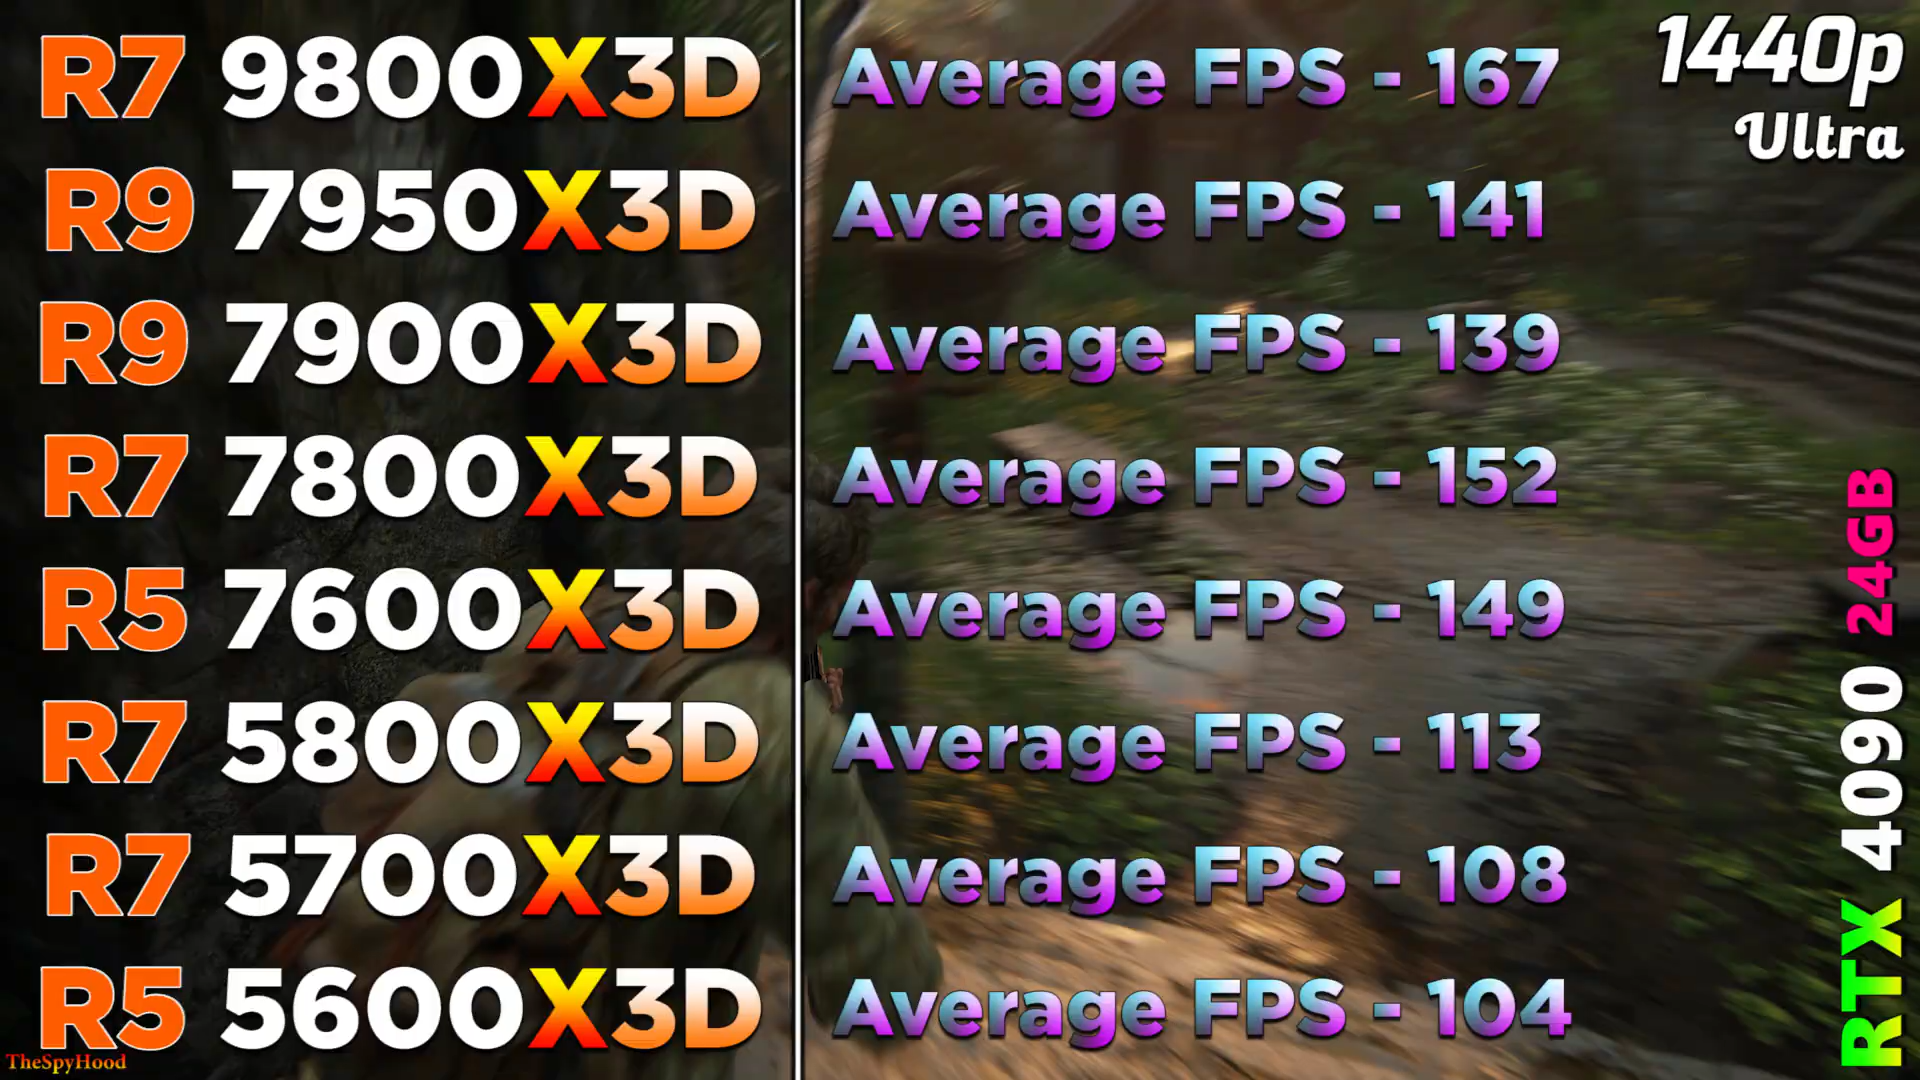 R7 9800X3D Average FPS - 167
R9 7950X3D Average FPS - 141
R9 7900X3D Average FPS - 139
R7 7800X3D Average FPS - 152
R5 7600X3D Average FPS - 149
R7 5800X3D Average FPS - 113
R7 5700X3D Average FPS - 108
R5 5600X3D Average FPS - 104
1440p
Ultra
RTX 4090 24GB
TheSpyHood